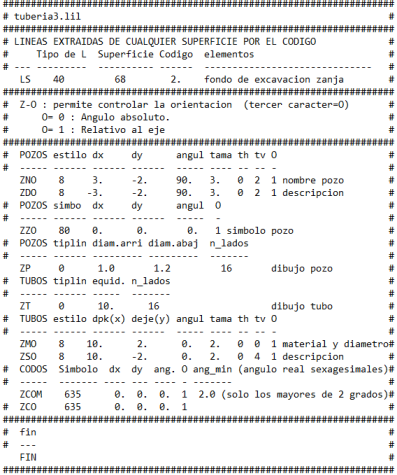 ################################################################
# tuberia3.lil                                                 #
################################################################
# LINEAS EXTRAIDAS DE CUALQUIER SUPERFICIE POR EL CODIGO       #
#     Tipo de L  Superficie Codigo  elementos                  #
# --- --------- ---------- ------ -----------------------------
   LS    40        68       2.    fondo de excavacion zanja
################################################################
#  Z-O : permite controlar la orientacion  (tercer caracter=O) #
#      O= 0 : Angulo absoluto.
#      O= 1 : Relativo al eje                                  #
################################################################
#  POZOS estilo dx      dy     angul tama th tv O              #
#  ----- ------ ----- ------ ----- ----- -- -- -
   ZNO    8     3.     -2.     90.  3.  0  2  1 nombre pozo
   ZDO    8    -3.     -2.     90.  3.  0  2  1 descripcion
#  POZOS simbo  dx      dy     angul  O                        #
#  ----- ----- ----- ------ ----- -
   ZZO    80    0.      0.      0.  1 simbolo pozo
#  POZOS tiplin diam.arri diam.abaj  n_lados                   #
#  ----- ------ --------- --------- -------
   ZP     0      1.0      1.2        16      dibujo pozo
#  TUBOS tiplin equid. n_lados                                 #
#  ----- ------ ------ -------
   ZT     0      10.     16                  dibujo tubo
#  TUBOS estilo dpk(x) deje(y) angul tama th tv O              #
#  ----- ------ ------ ------- ----- ---- -- -- -
   ZMO    8    10.      2.      0.   2.  0  0  1 material y diametro#
   ZSO    8    10.     -2.      0.   2.  0  4  1 descripcion
#  CODOS  Simbolo  dx  dy  ang. O ang_min (angulo real sexagesimales)#
#  -----  -------  --- --- ---- - -------
   ZCOM    635     0.  0.  0.  1  2.0 (solo los mayores de 2 grados)#
#  ZCO     635     0.  0.  0.  1
################################################################
#  fin                                                         #
#  ---                                                         #
   FIN                                                         #
################################################################